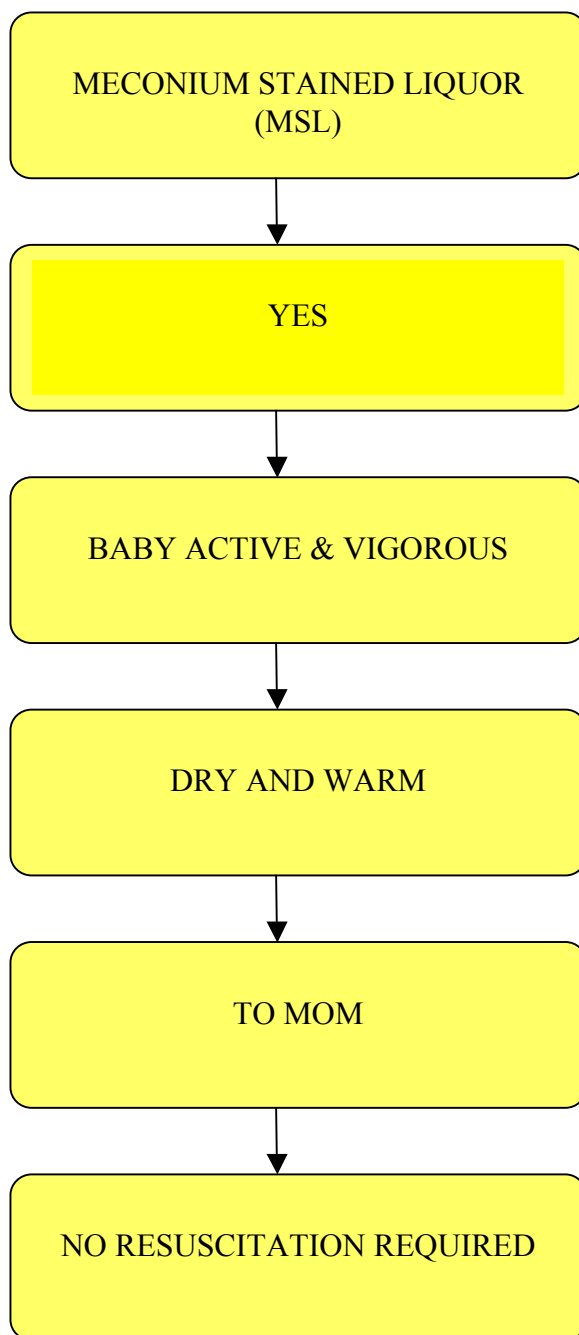 MECONIUM STAINED LIQUOR
(MSL)
YES
BABY ACTIVE & VIGOROUS
DRY AND WARM
TO MOM
NO RESUSCITATION REQUIRED